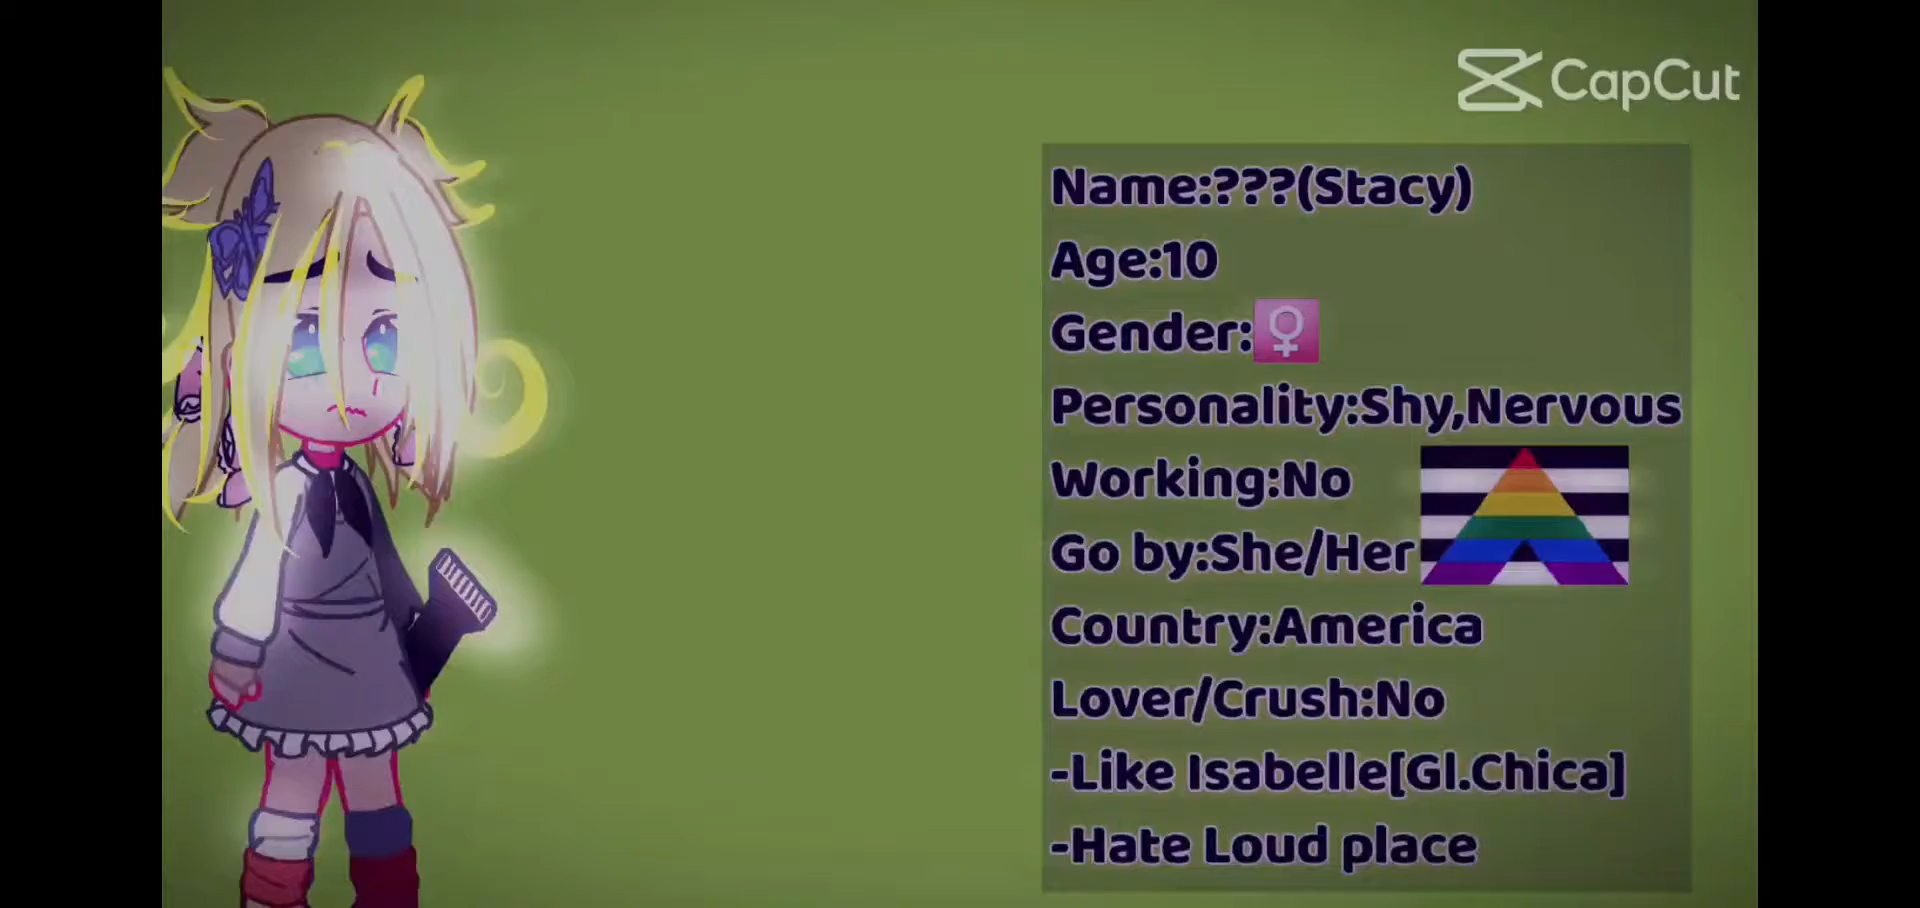 CapCut
Name:???(Stacy)
Age:10
Gender:♀
Personality:Shy,Nervous
Working:No
Go by:She/Her
Country:America
Lover/Crush:No
-Like Isabelle[Gl.Chica]
-Hate Loud place